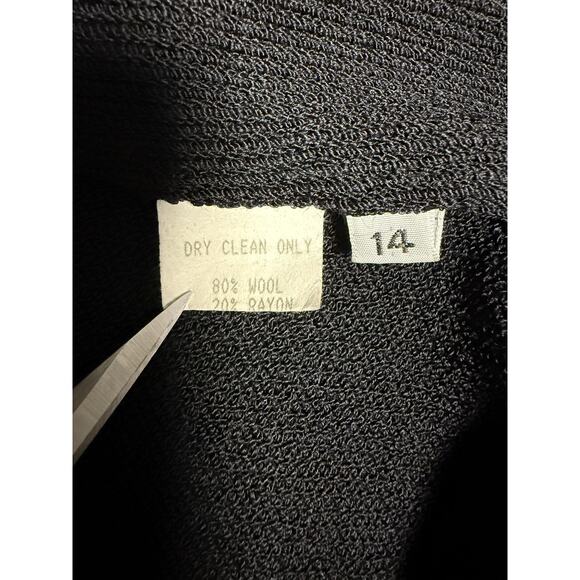 DRY CLEAN ONLY
14
80% WOOL
20% RAYON